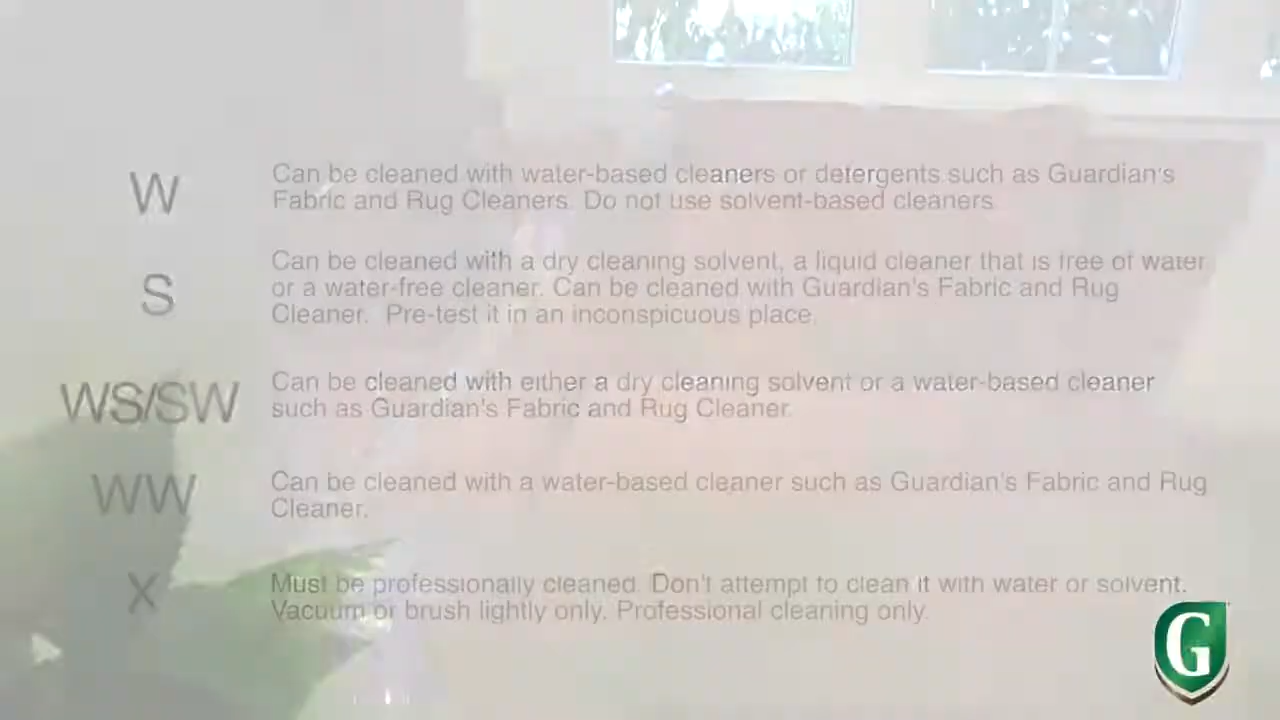 W
Can be cleaned with water-based cleaners or detergents such as Guardian's
Fabric and Rug Cleaners. Do not use solvent-based cleaners.
S
Can be cleaned with a dry cleaning solvent, a liquid cleaner that is free of water
or a water-free cleaner. Can be cleaned with Guardian's Fabric and Rug
Cleaner. Pre-test it in an inconspicuous place.
WS/SW
Can be cleaned with either a dry cleaning solvent or a water-based cleaner
such as Guardian's Fabric and Rug Cleaner.
WW
Can be cleaned with a water-based cleaner such as Guardian's Fabric and Rug
Cleaner.
X
Must be professionally cleaned. Don't attempt to clean it with water or solvent.
Vacuum or brush lightly only. Professional cleaning only.
G